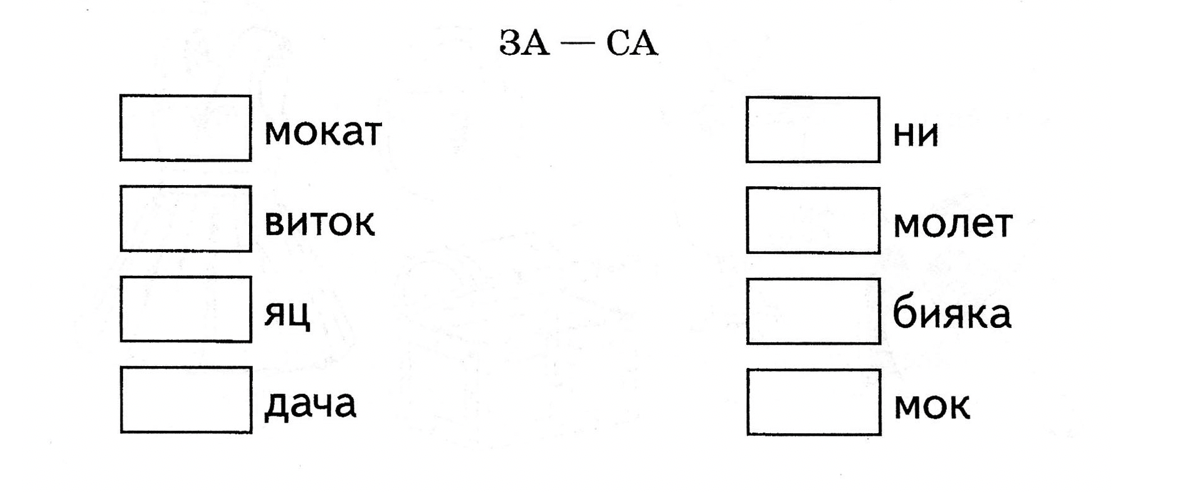 ЗА — СА
мокат
виток
яц
дача
ни
молет
бияка
мок